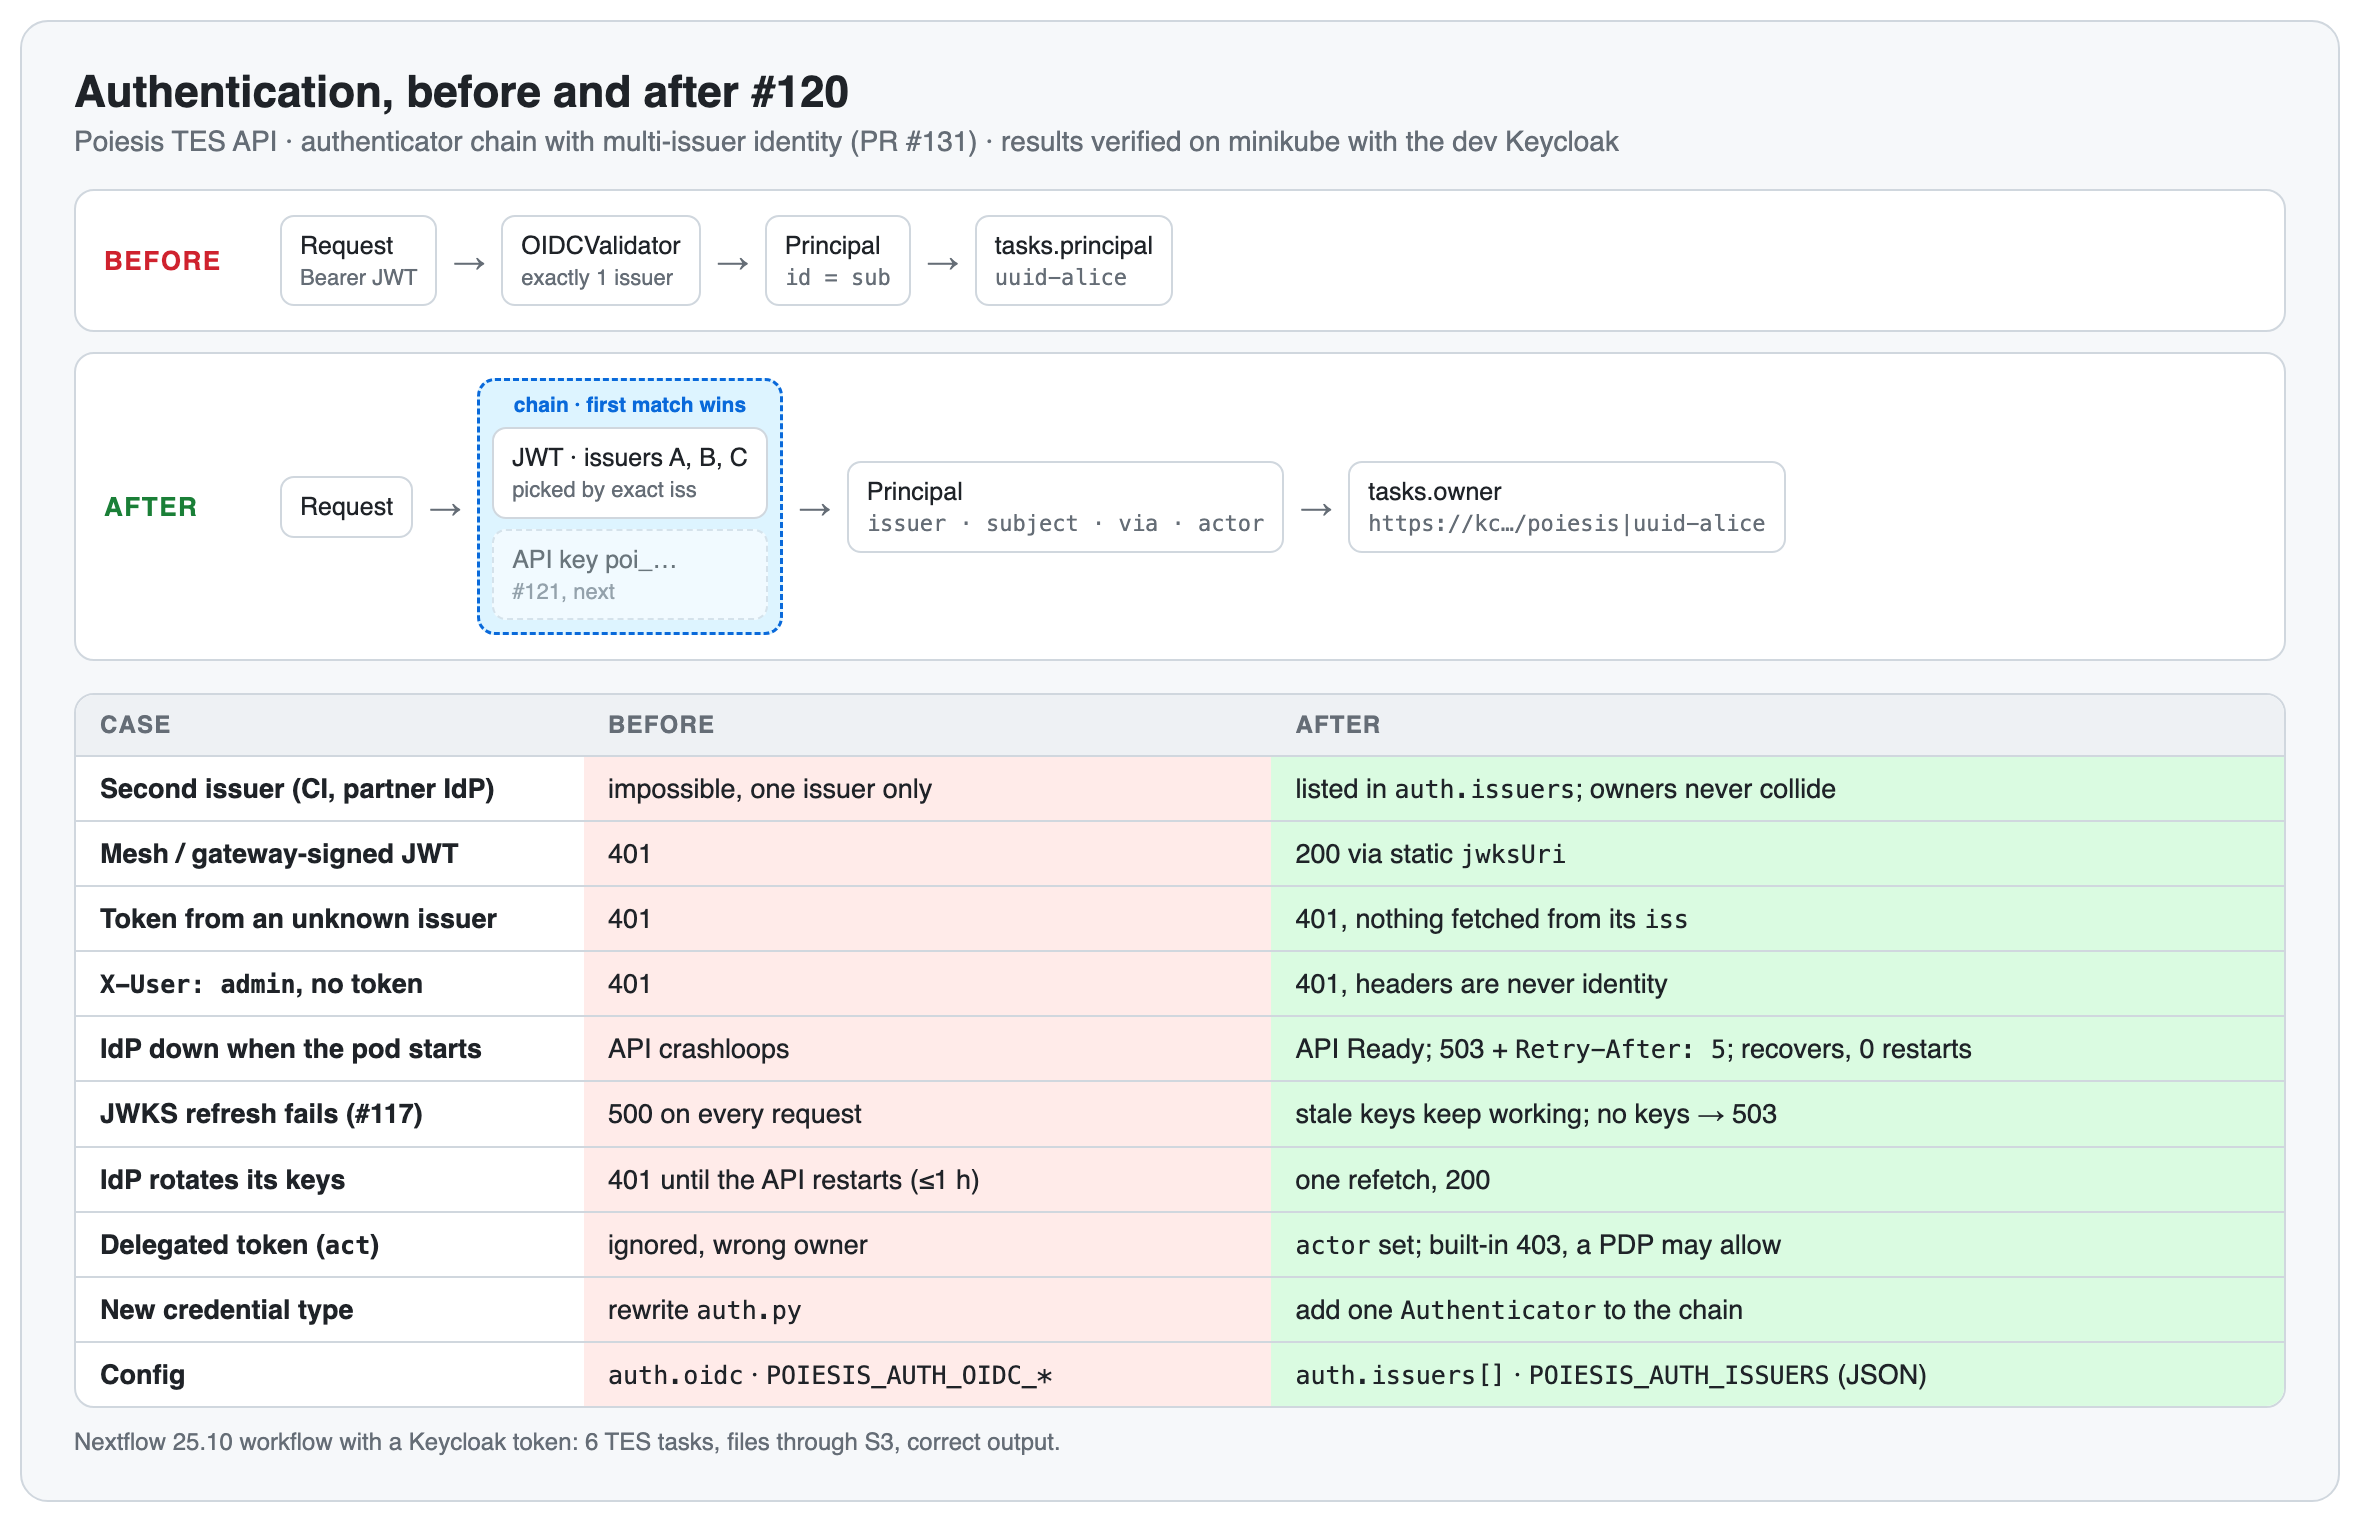 Authentication, before and after #120
Poiesis TES API · authenticator chain with multi-issuer identity (PR #131) · results verified on minikube with the dev Keycloak
BEFORE
Request
Bearer JWT
→
OIDCValidator
exactly 1 issuer
→
Principal
id = sub
→
tasks.principal
uuid-alice
AFTER
Request
→
chain · first match wins
JWT · issuers A, B, C
picked by exact iss
API key poi_…
#121, next
→
Principal
issuer · subject · via · actor
→
tasks.owner
https://kc…/poiesis|uuid-alice
CASE BEFORE AFTER
Second issuer (CI, partner IdP) impossible, one issuer only listed in auth.issuers; owners never collide
Mesh / gateway-signed JWT 401 200 via static jwksUri
Token from an unknown issuer 401 401, nothing fetched from its iss
X-User: admin, no token 401 401, headers are never identity
IdP down when the pod starts API crashloops API Ready; 503 + Retry-After: 5; recovers, 0 restarts
JWKS refresh fails (#117) 500 on every request stale keys keep working; no keys → 503
IdP rotates its keys 401 until the API restarts (≤1 h) one refetch, 200
Delegated token (act) ignored, wrong owner actor set; built-in 403, a PDP may allow
New credential type rewrite auth.py add one Authenticator to the chain
Config auth.oidc · POIESIS_AUTH_OIDC_* auth.issuers[] · POIESIS_AUTH_ISSUERS (JSON)
Nextflow 25.10 workflow with a Keycloak token: 6 TES tasks, files through S3, correct output.